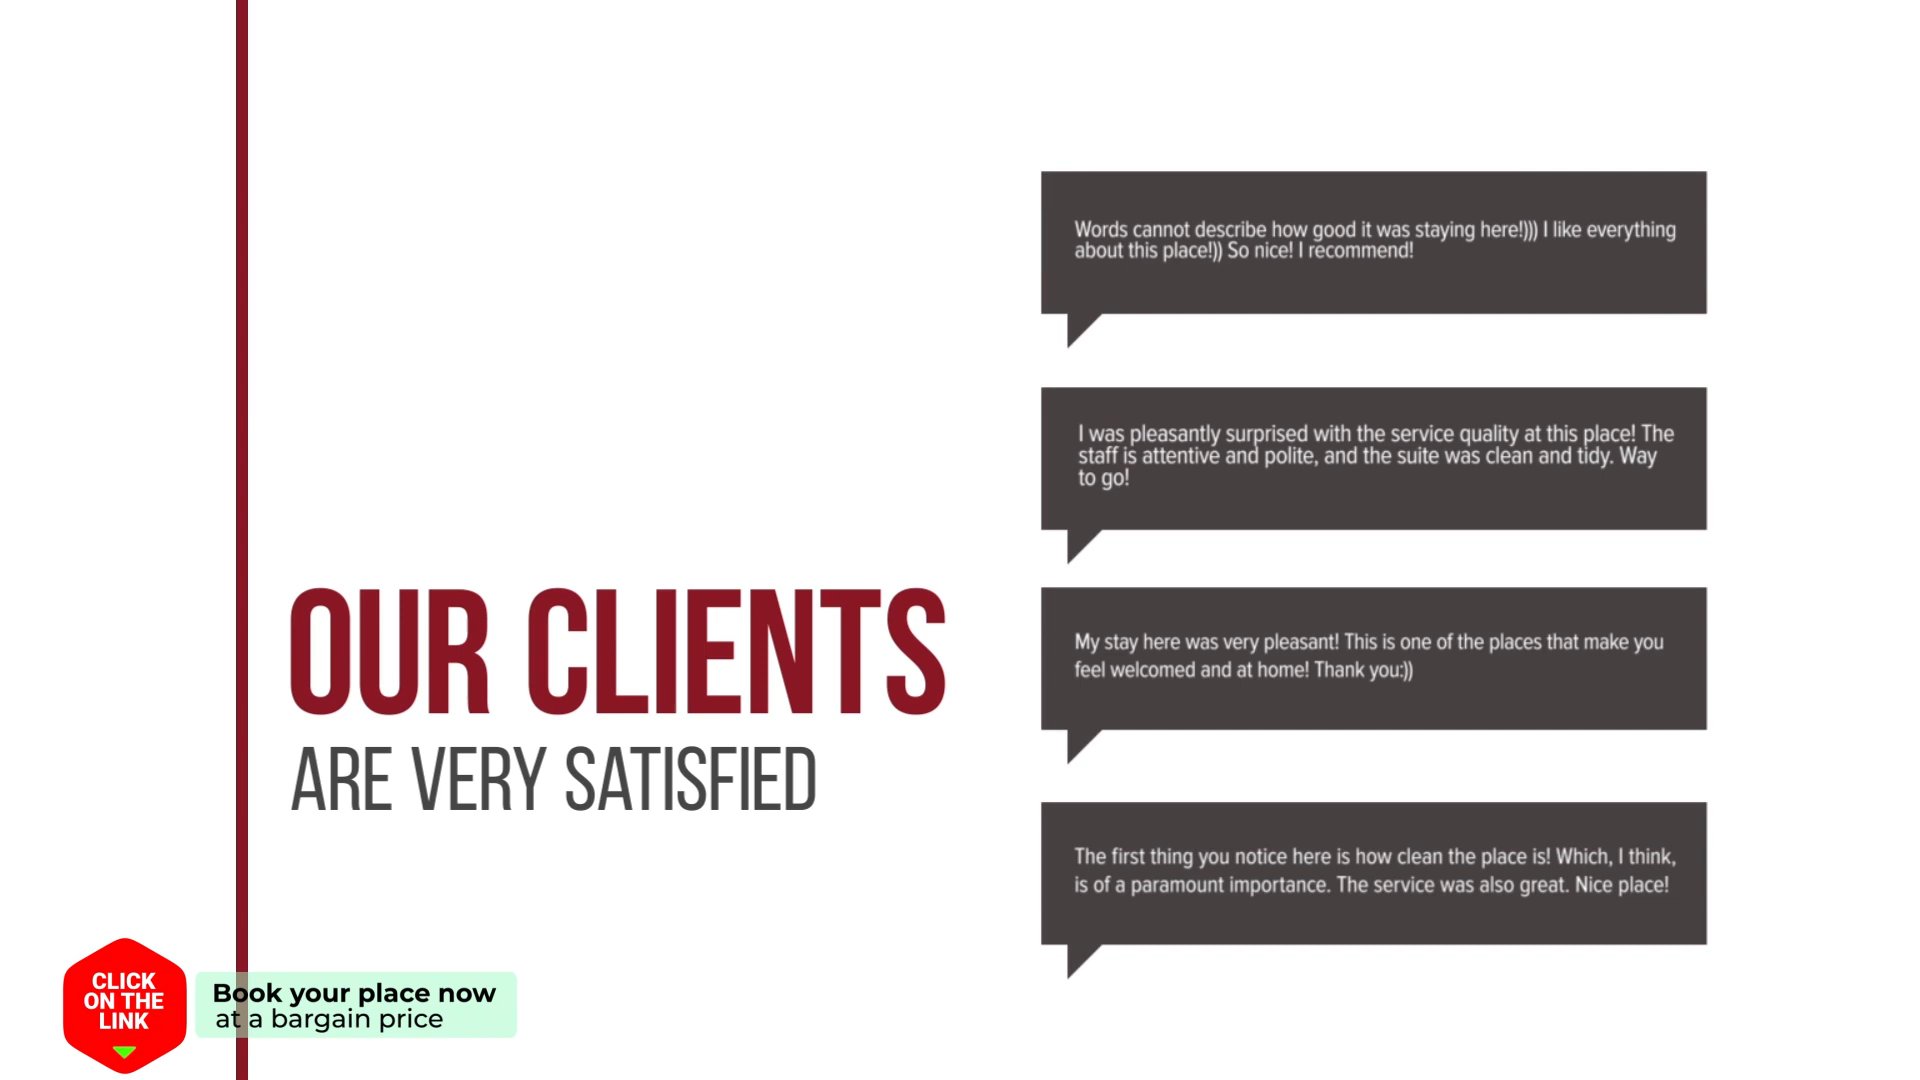 Words cannot describe how good it was staying here!))) I like everything
about this place!)) So nice! I recommend!
I was pleasantly surprised with the service quality at this place! The
staff is attentive and polite, and the suite was clean and tidy. Way
to go!
OUR CLIENTS
ARE VERY SATISFIED
My stay here was very pleasant! This is one of the places that make you
feel welcomed and at home! Thank you:))
The first thing you notice here is how clean the place is! Which, I think,
is of a paramount importance. The service was also great. Nice place!
CLICK
ON THE
LINK
Book your place now
at a bargain price